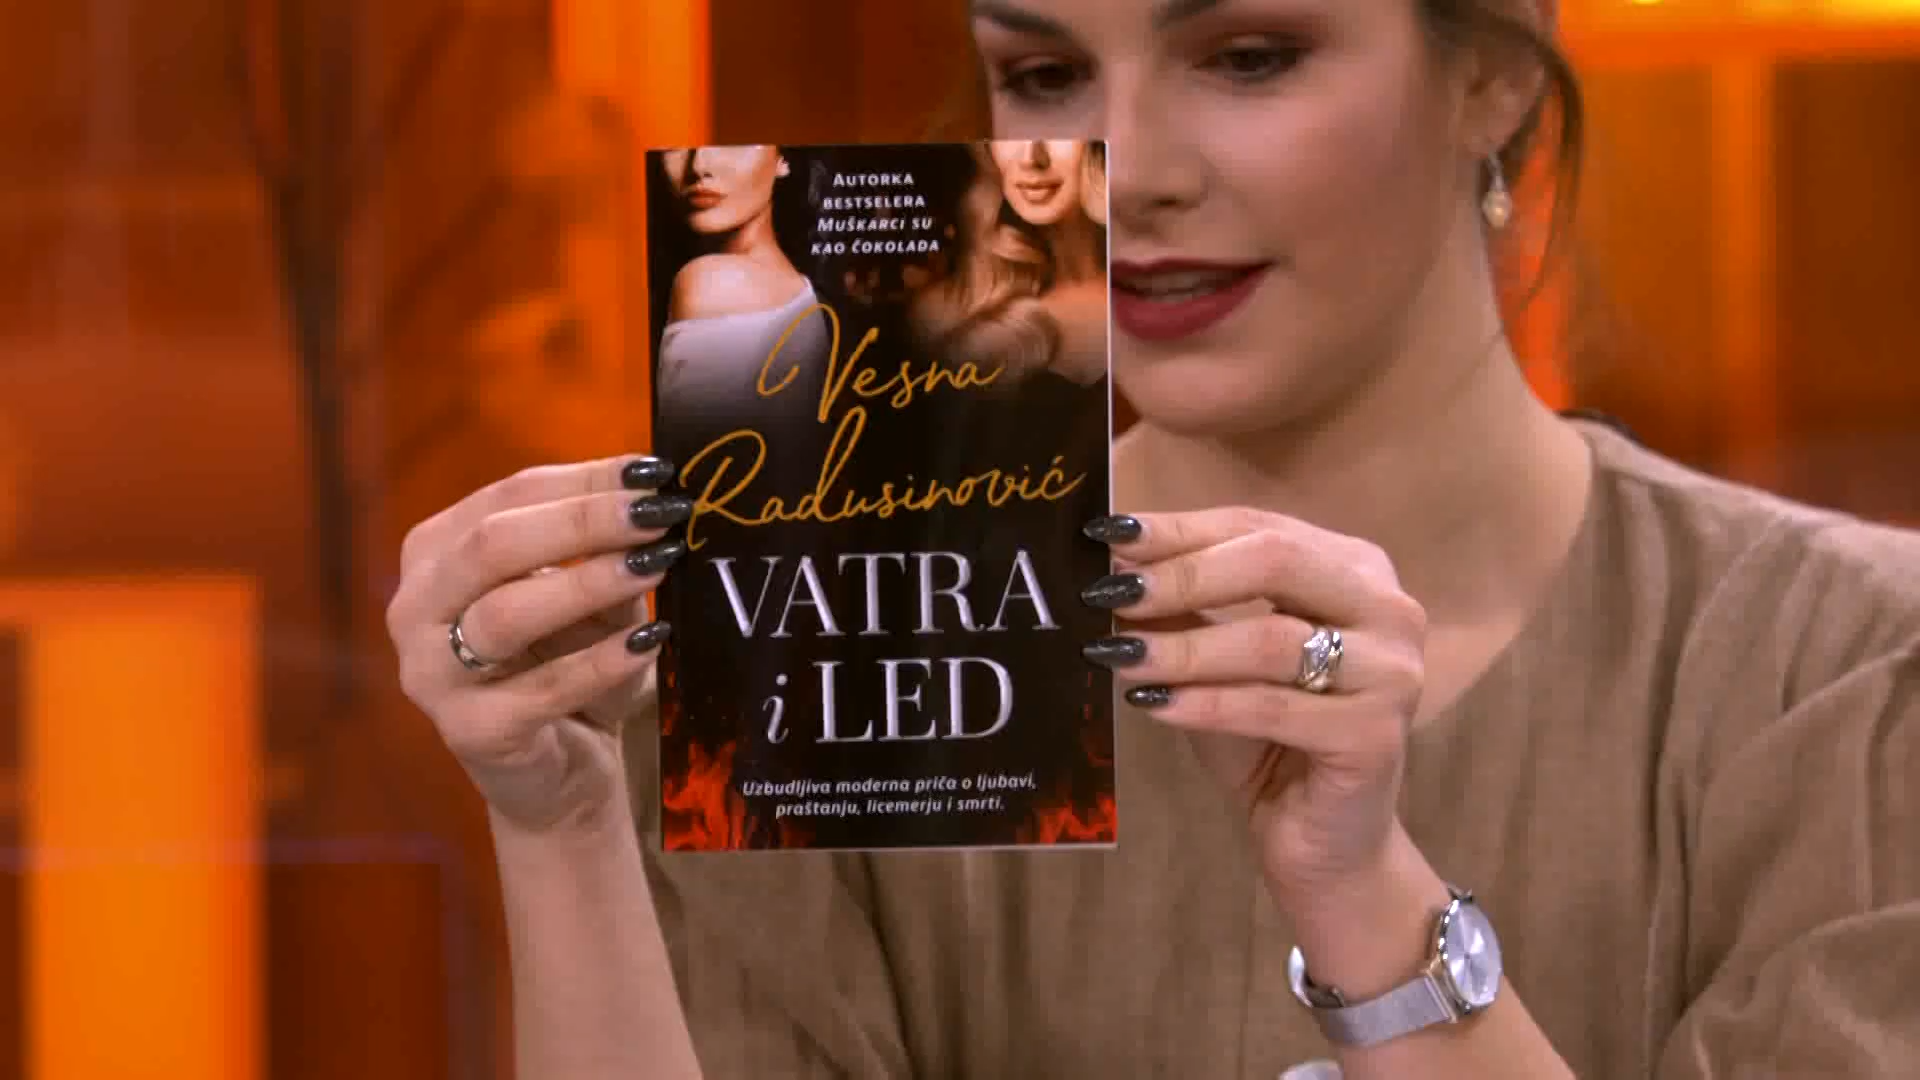 AUTORKA
BESTSELERA
MUŠKARCI SU
KAO ČOKOLADA
Vesna
Radusinović
VATRA
i LED
Uzbudljiva moderna priča o ljubavi,
praštanju, licemerju i smrti.